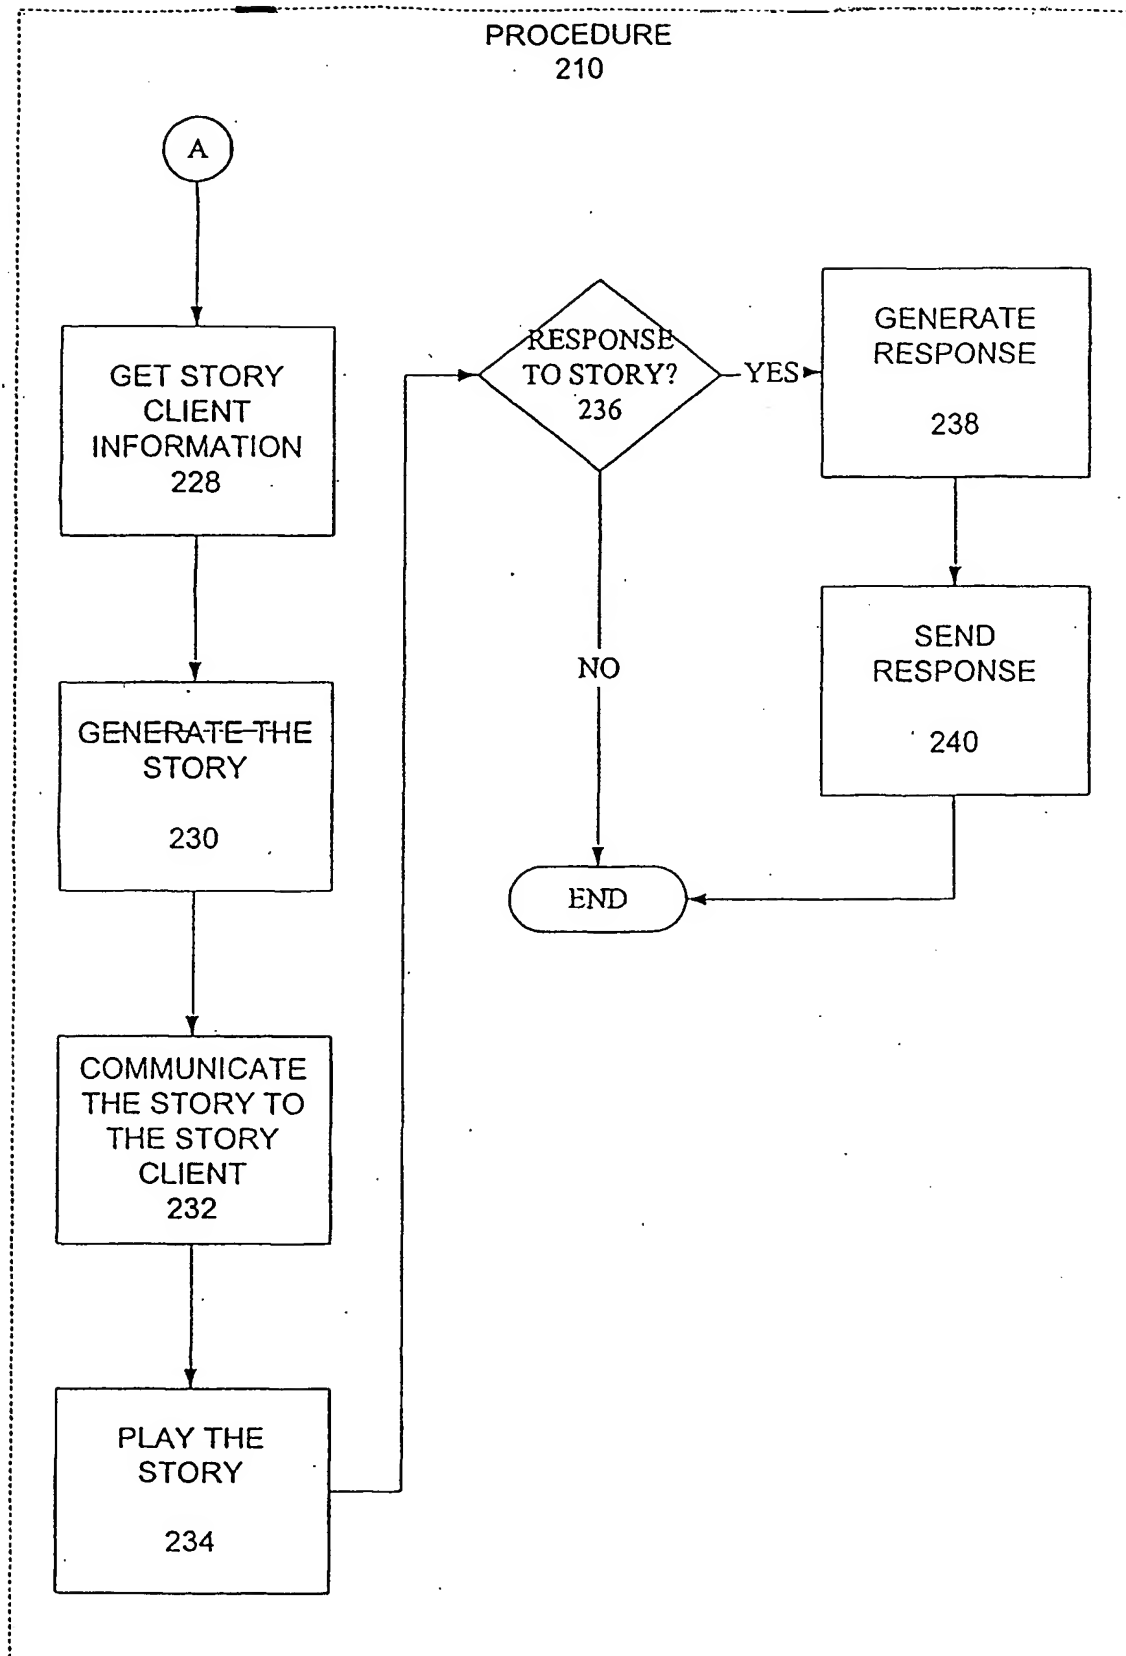 PROCEDURE
210
A
GET STORY
CLIENT
INFORMATION
228
GENERATE THE
STORY
230
COMMUNICATE
THE STORY TO
THE STORY
CLIENT
232
PLAY THE
STORY
234
RESPONSE
TO STORY?
236
YES
NO
GENERATE
RESPONSE
238
SEND
RESPONSE
240
END